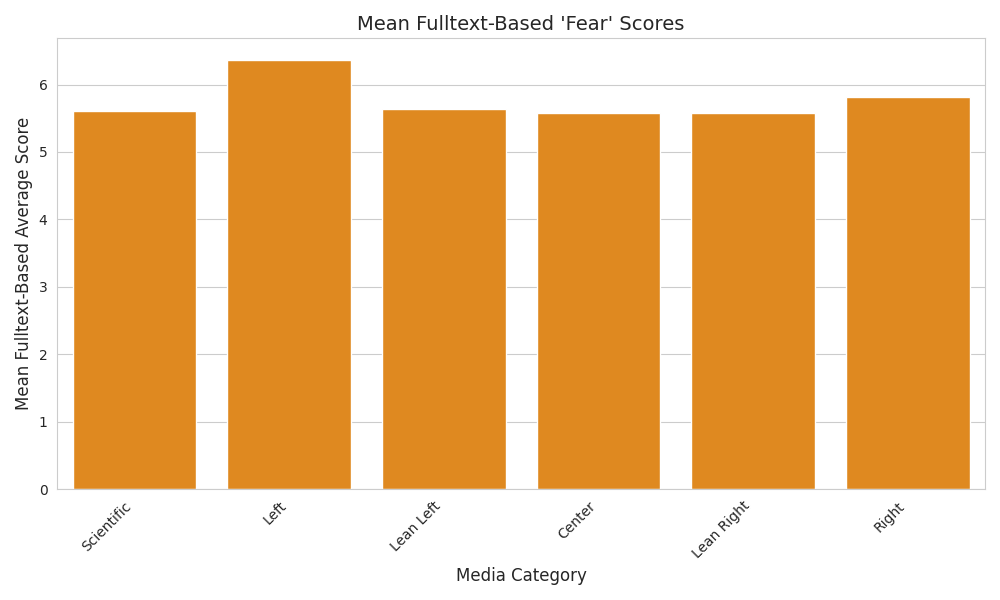 Mean Fulltext-Based 'Fear' Scores
Mean Fulltext-Based Average Score
6
5
4
3
2
1
0
Scientific
Left
Lean Left
Center
Lean Right
Right
Media Category